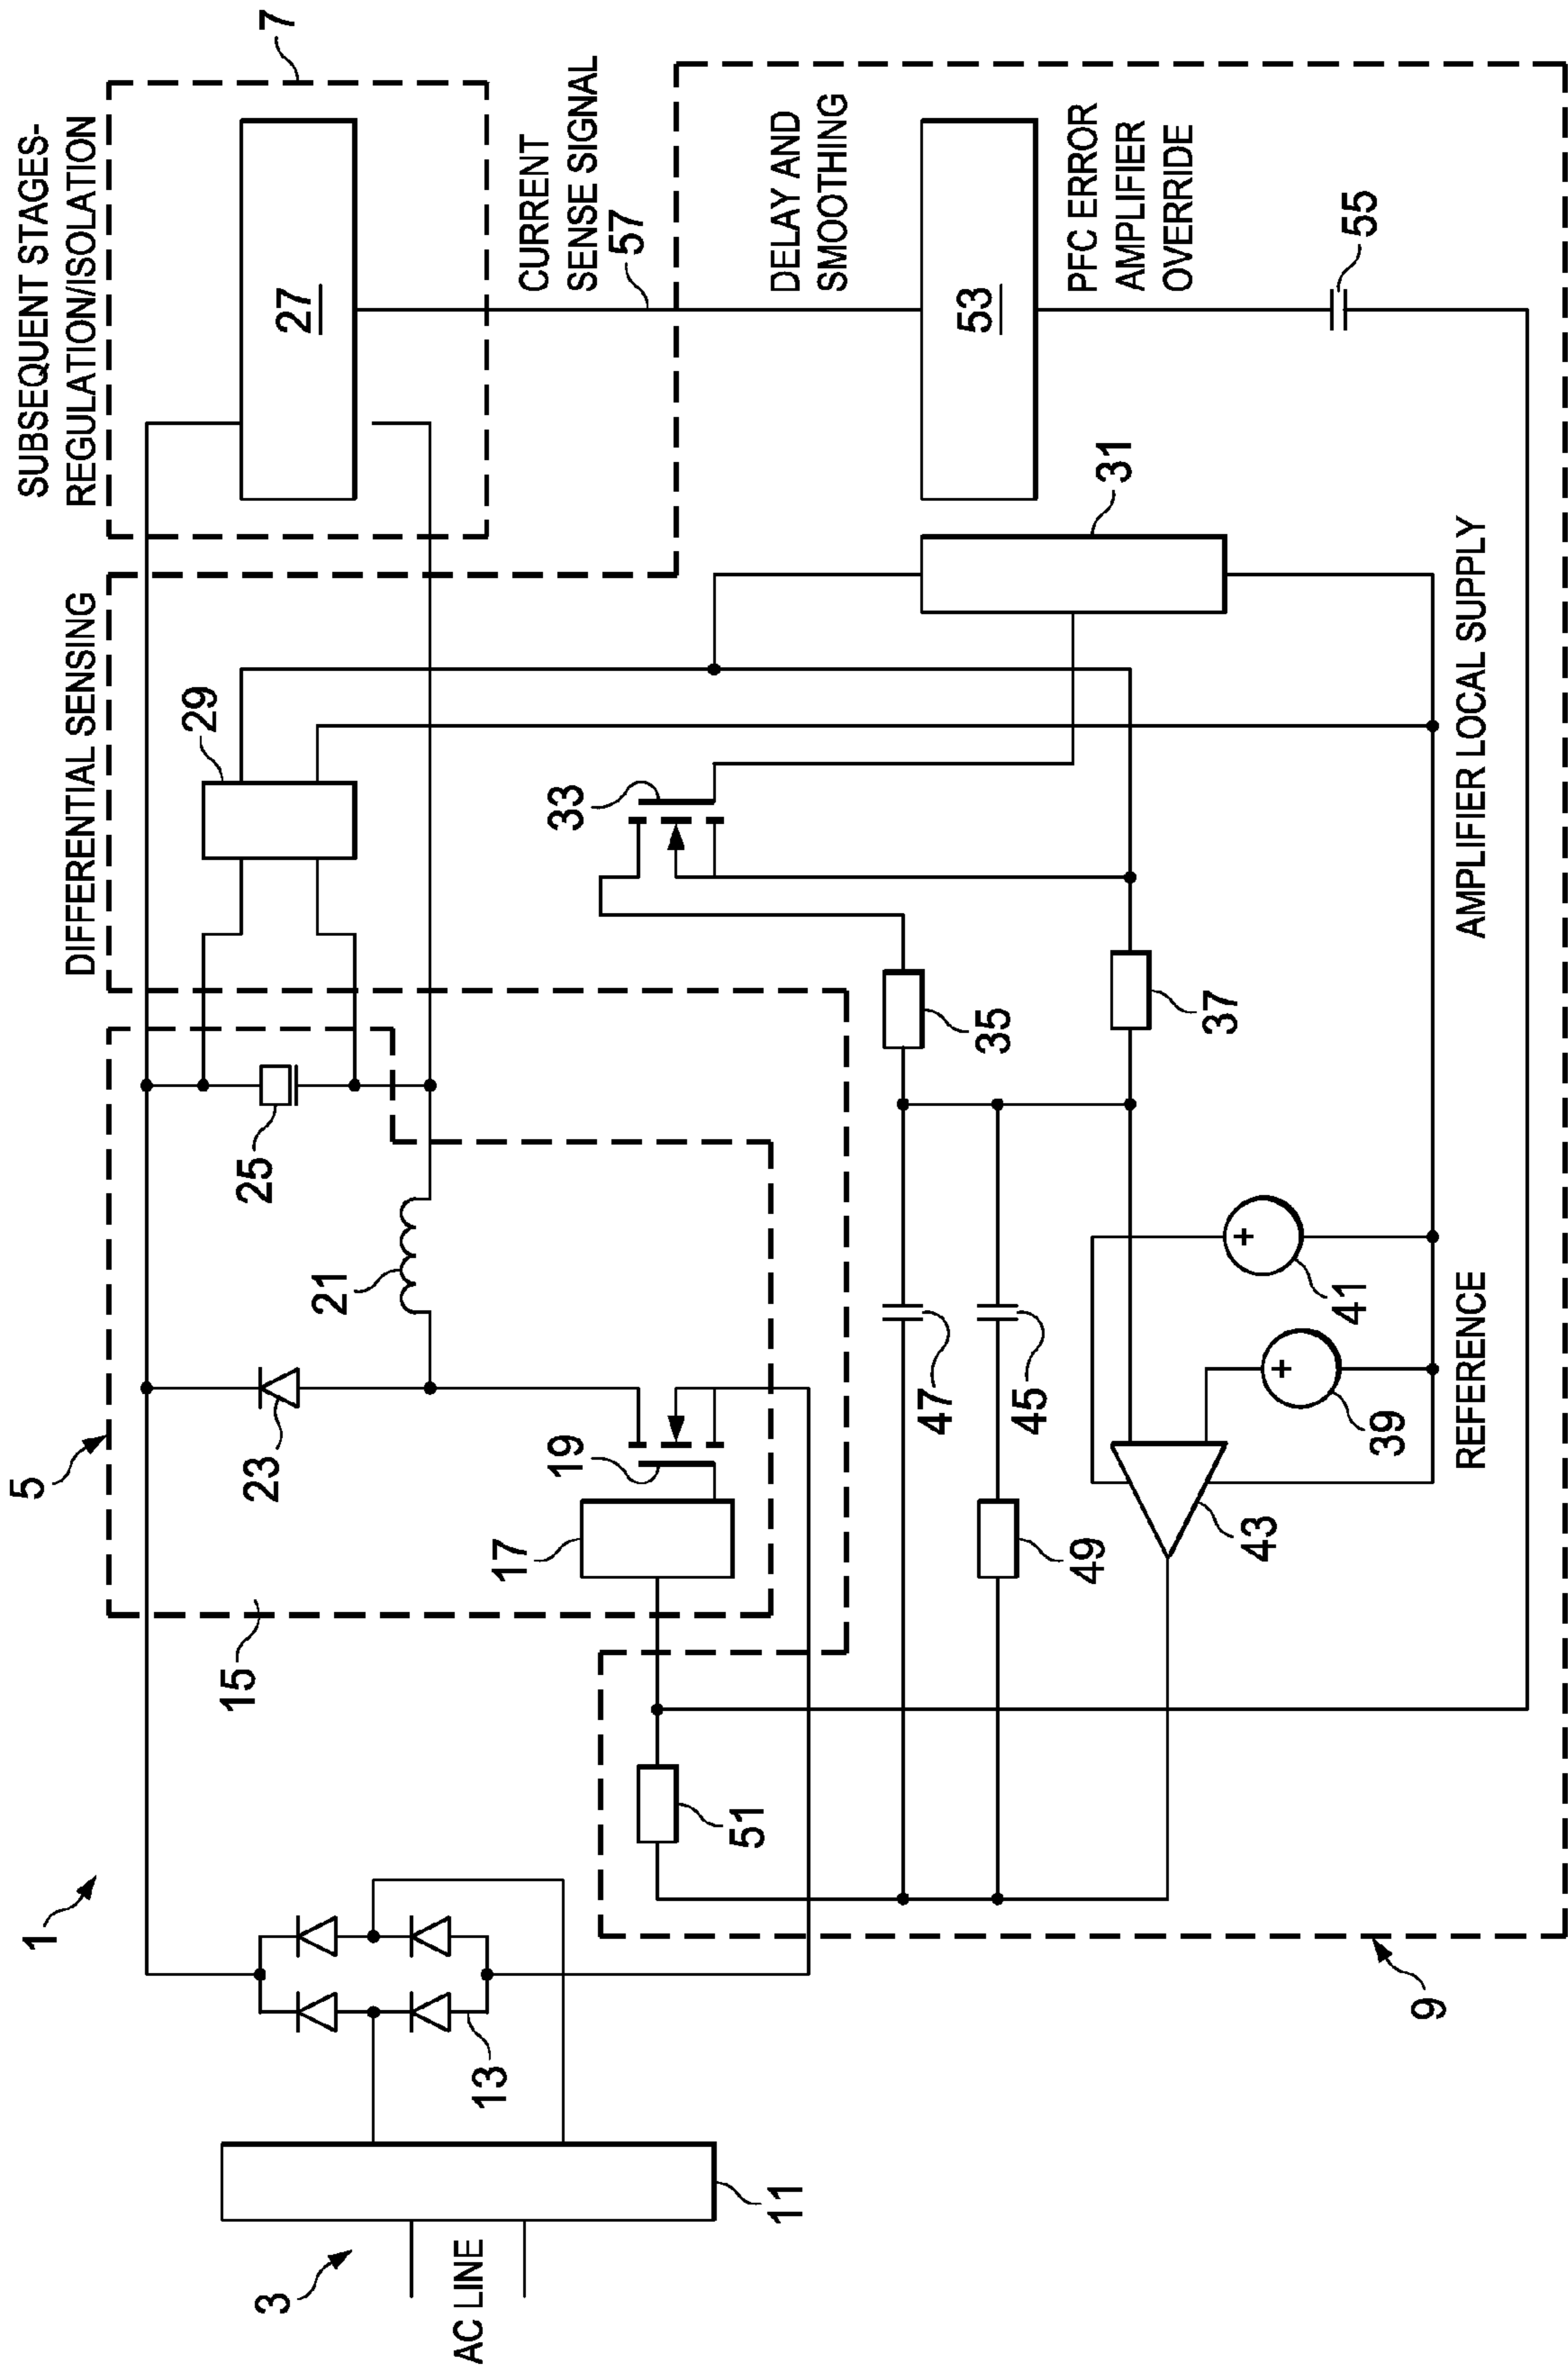 1
3
AC LINE
11
13
5
15
23
21
25
17
19
SUBSEQUENT STAGES-
REGULATION/ISOLATION
7
27
CURRENT
SENSE SIGNAL
57
DIFFERENTIAL SENSING
29
DELAY AND
SMOOTHING
53
PFC ERROR
AMPLIFIER
OVERRIDE
55
31
33
35
37
51
47
45
49
+
41
+
39
43
REFERENCE
AMPLIFIER LOCAL SUPPLY
9